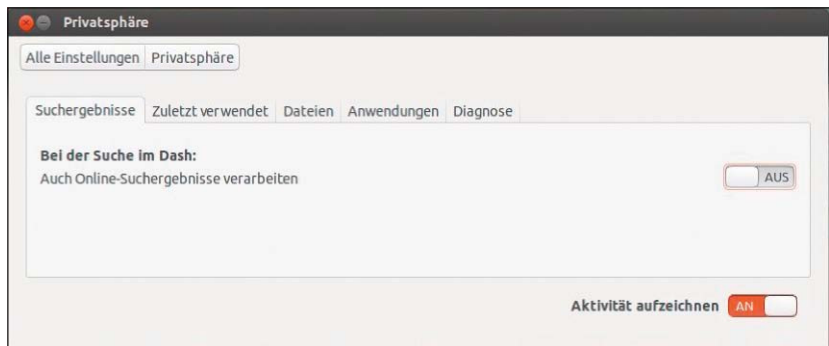 Privatsphäre
Alle Einstellungen Privatsphäre
Suchergebnisse Zuletzt verwendet Dateien Anwendungen Diagnose
Bei der Suche im Dash:
Auch Online-Suchergebnisse verarbeiten AUS
Aktivität aufzeichnen AN